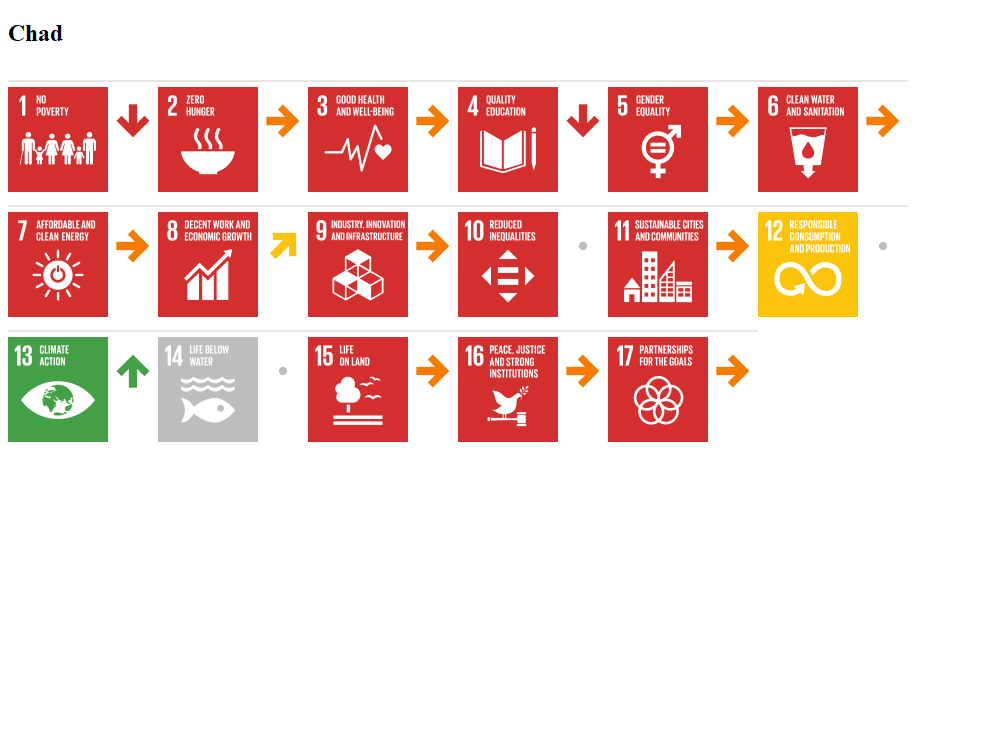 Chad
1 NO
POVERTY
2 ZERO
HUNGER
3 GOOD HEALTH
AND WELL-BEING
4 QUALITY
EDUCATION
5 GENDER
EQUALITY
6 CLEAN WATER
AND SANITATION
7 AFFORDABLE AND
CLEAN ENERGY
8 DECENT WORK AND
ECONOMIC GROWTH
9 INDUSTRY, INNOVATION
AND INFRASTRUCTURE
10 REDUCED
INEQUALITIES
11 SUSTAINABLE CITIES
AND COMMUNITIES
12 RESPONSIBLE
CONSUMPTION
AND PRODUCTION
13 CLIMATE
ACTION
14 LIFE BELOW
WATER
15 LIFE
ON LAND
16 PEACE, JUSTICE
AND STRONG
INSTITUTIONS
17 PARTNERSHIPS
FOR THE GOALS